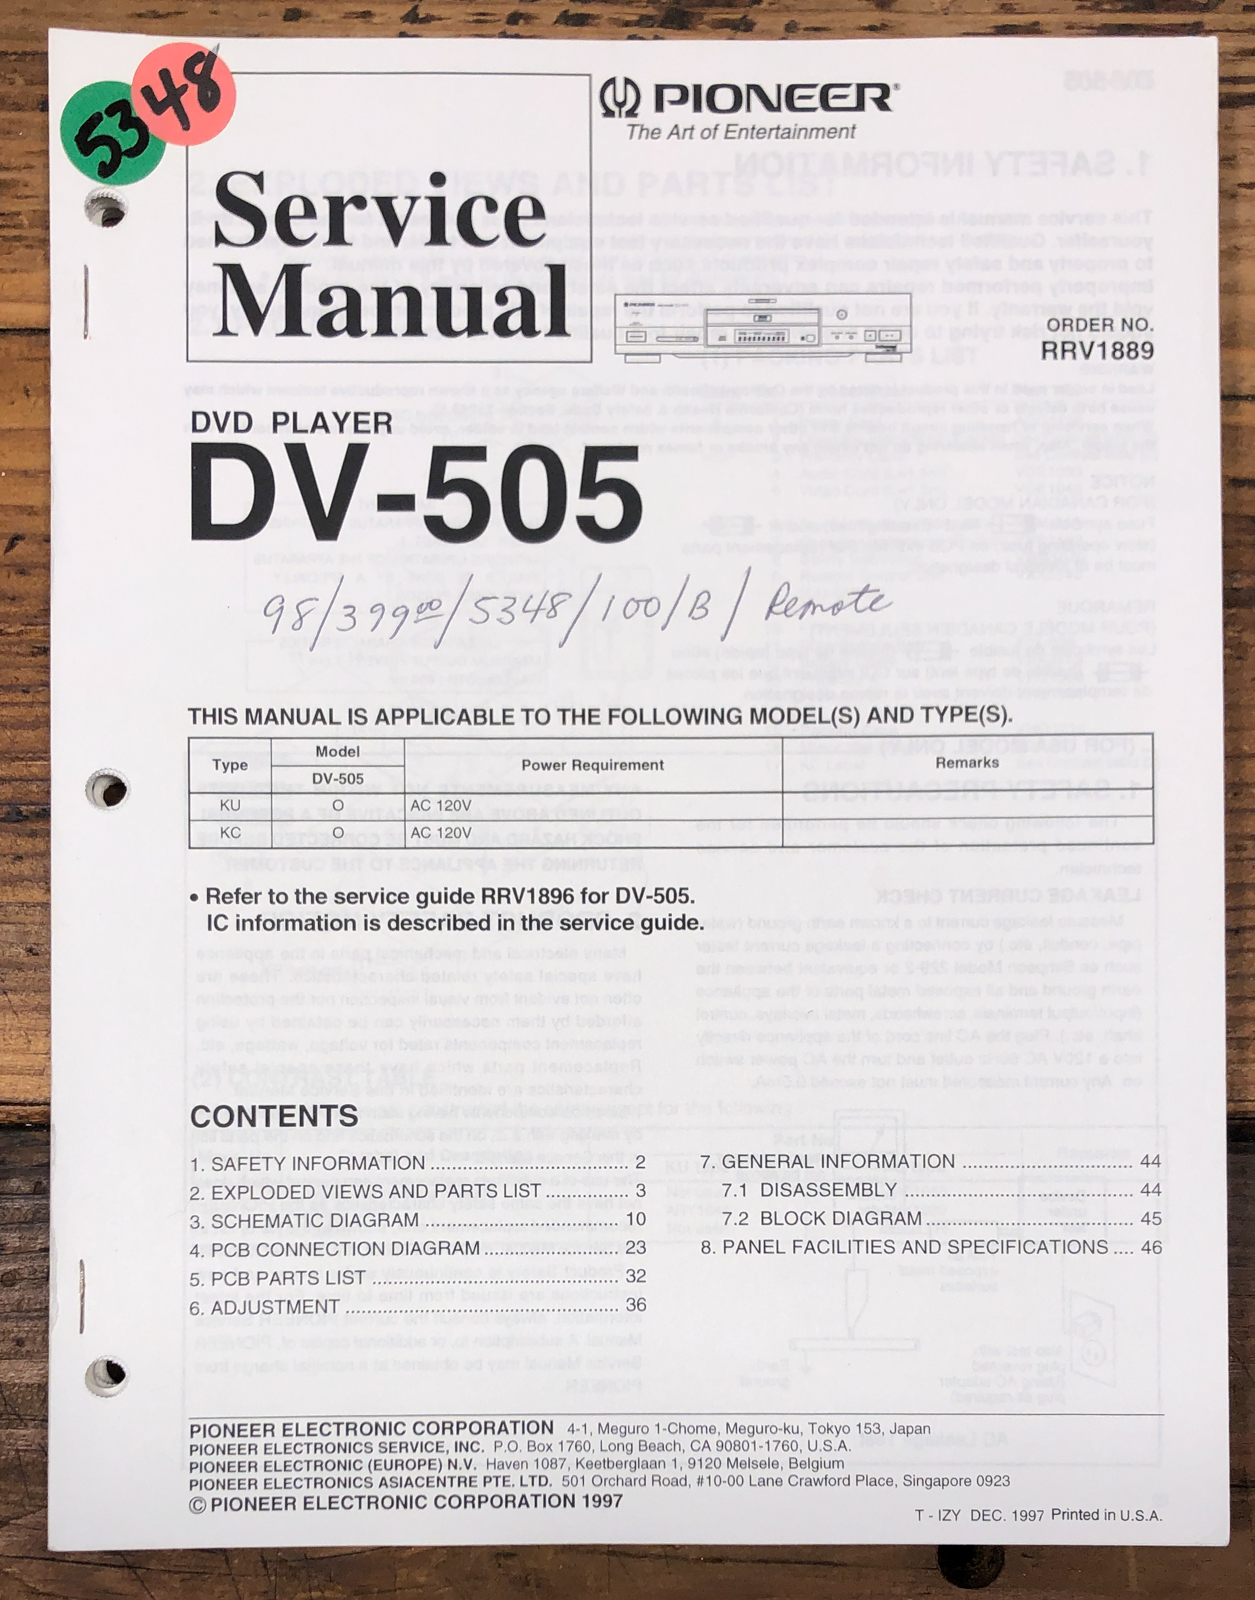 5348
PIONEER®
The Art of Entertainment
Service
Manual
ORDER NO.
RRV1889
DVD PLAYER
DV-505
98/399⁰⁰/5348/100/B/ Remote
THIS MANUAL IS APPLICABLE TO THE FOLLOWING MODEL(S) AND TYPE(S).
Type Model Power Requirement Remarks
DV-505
KU O AC 120V
KC O AC 120V
• Refer to the service guide RRV1896 for DV-505.
IC information is described in the service guide.
CONTENTS
1. SAFETY INFORMATION ........ 2
2. EXPLODED VIEWS AND PARTS LIST ........ 3
3. SCHEMATIC DIAGRAM ........ 10
4. PCB CONNECTION DIAGRAM ........ 23
5. PCB PARTS LIST ........ 32
6. ADJUSTMENT ........ 36
7. GENERAL INFORMATION ........ 44
7.1 DISASSEMBLY ........ 44
7.2 BLOCK DIAGRAM ........ 45
8. PANEL FACILITIES AND SPECIFICATIONS .... 46
PIONEER ELECTRONIC CORPORATION 4-1, Meguro 1-Chome, Meguro-ku, Tokyo 153, Japan
PIONEER ELECTRONICS SERVICE, INC. P.O. Box 1760, Long Beach, CA 90801-1760, U.S.A.
PIONEER ELECTRONIC (EUROPE) N.V. Haven 1087, Keetberglaan 1, 9120 Melsele, Belgium
PIONEER ELECTRONICS ASIACENTRE PTE. LTD. 501 Orchard Road, #10-00 Lane Crawford Place, Singapore 0923
© PIONEER ELECTRONIC CORPORATION 1997
T - IZY DEC. 1997 Printed in U.S.A.